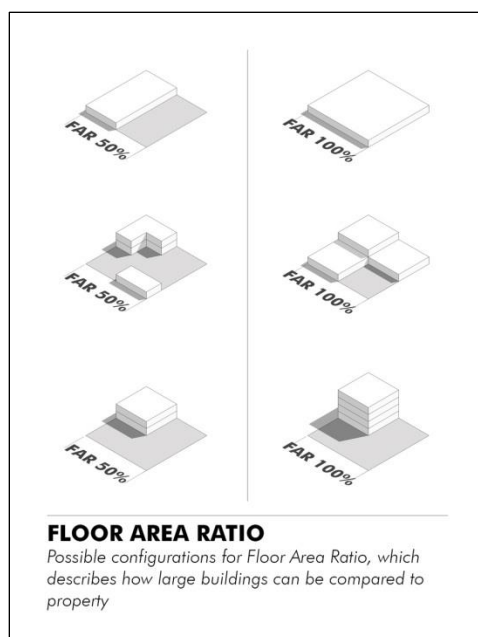 FAR 50%
FAR 100%
FAR 50%
FAR 100%
FAR 50%
FAR 100%
FLOOR AREA RATIO
Possible configurations for Floor Area Ratio, which
describes how large buildings can be compared to
property